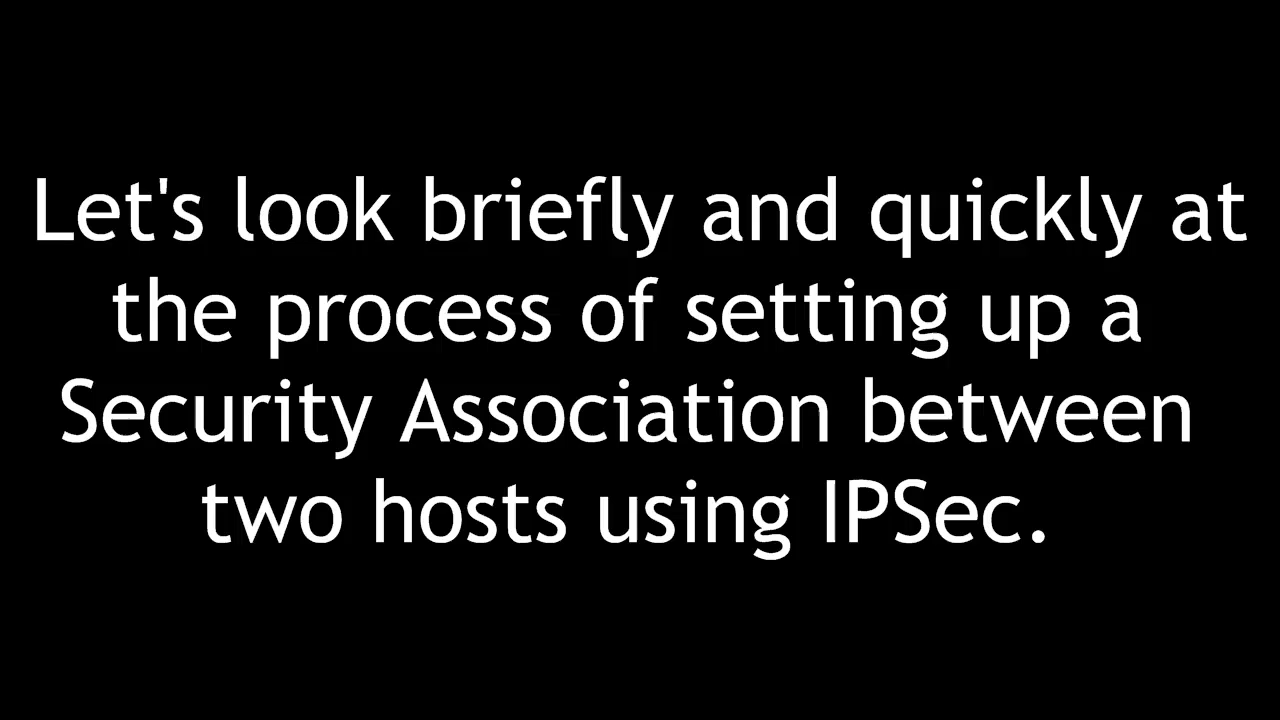 Let's look briefly and quickly at
the process of setting up a
Security Association between
two hosts using IPSec.